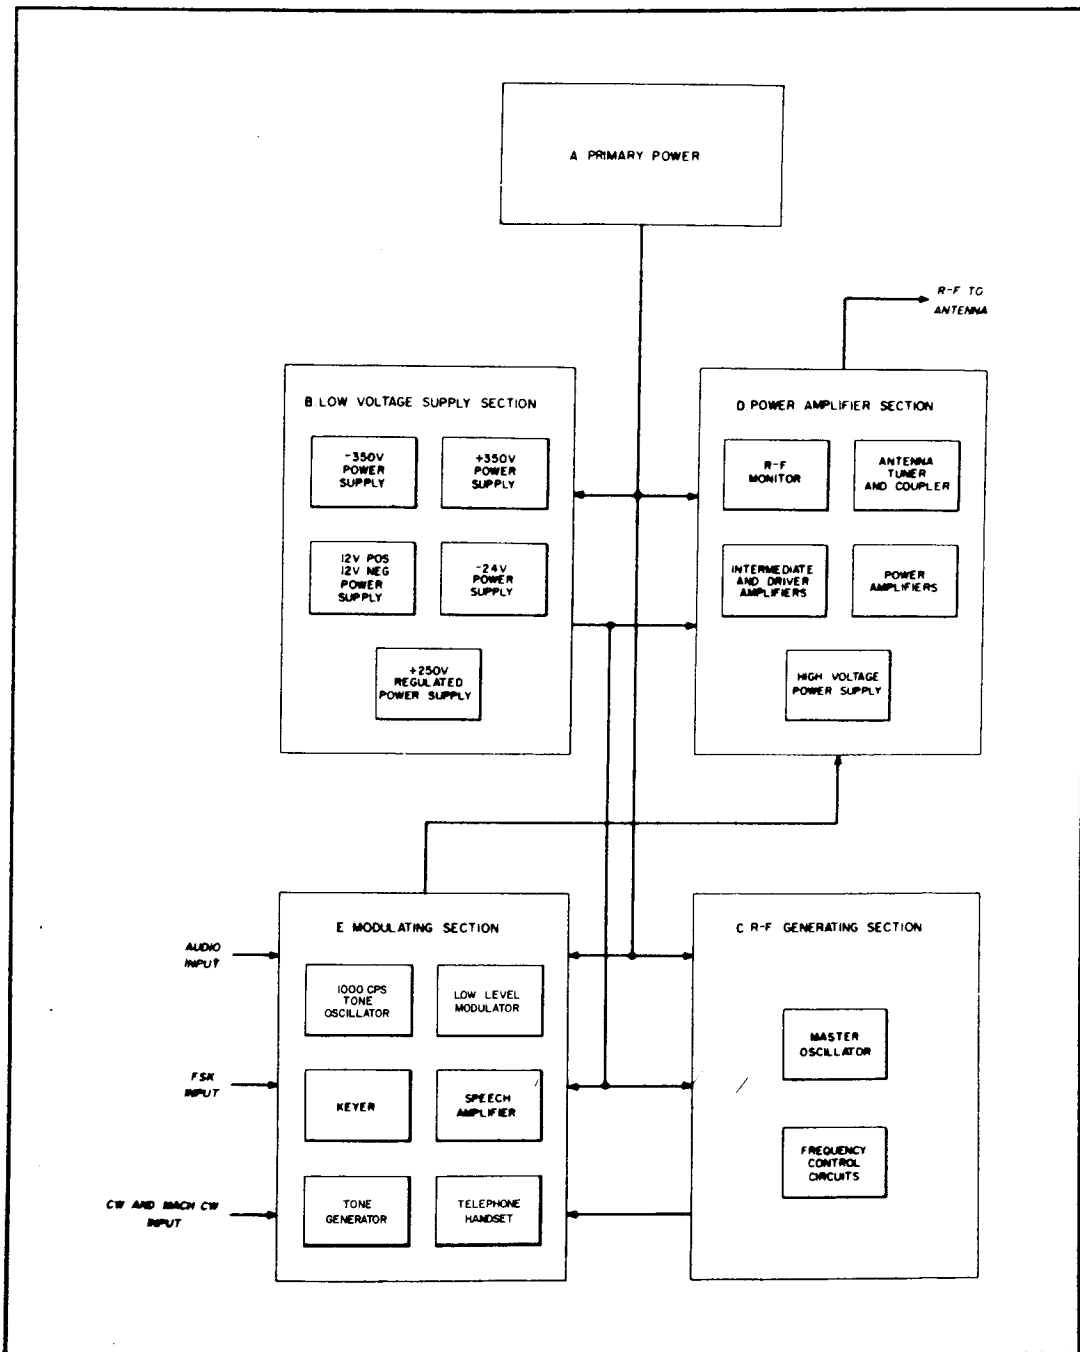 A PRIMARY POWER
R-F TO
ANTENNA
B. LOW VOLTAGE SUPPLY SECTION
-350V
POWER
SUPPLY
+350V
POWER
SUPPLY
12V POS
12V NEG
POWER
SUPPLY
-24V
POWER
SUPPLY
+250V
REGULATED
POWER SUPPLY
D. POWER AMPLIFIER SECTION
R-F
MONITOR
ANTENNA
TUNER
AND COUPLER
INTERMEDIATE
AND DRIVER
AMPLIFIERS
POWER
AMPLIFIERS
HIGH VOLTAGE
POWER SUPPLY
E MODULATING SECTION
AUDIO
INPUT
1000 CPS
TONE
OSCILLATOR
LOW LEVEL
MODULATOR
FSK
INPUT
KEYER
SPEECH
AMPLIFIER
CW AND MACH CW
INPUT
TONE
GENERATOR
TELEPHONE
HANDSET
C R-F GENERATING SECTION
MASTER
OSCILLATOR
FREQUENCY
CONTROL
CIRCUITS